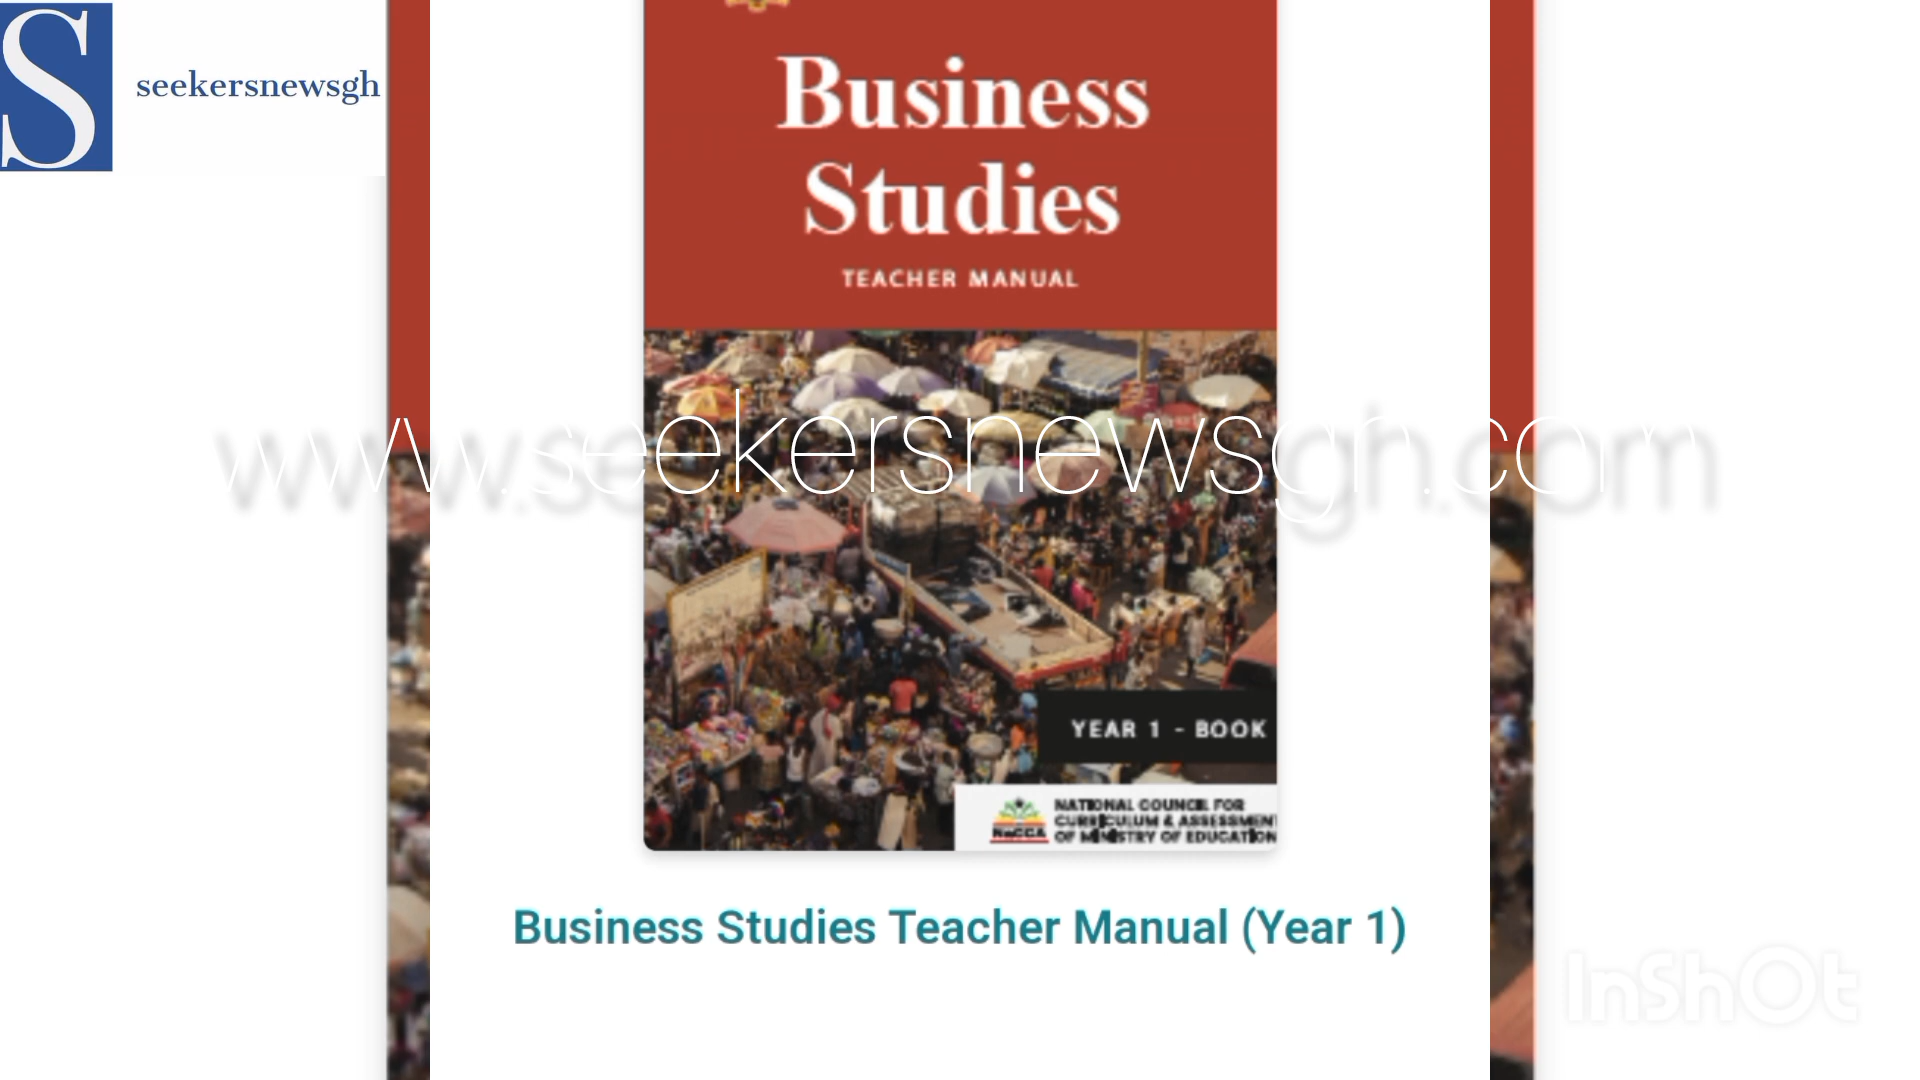 seekersnewsgh
Business
Studies
TEACHER MANUAL
www.seekersnewsgh.com
YEAR 1 - BOOK
NaCCA
NATIONAL COUNCIL FOR
CURRICULUM & ASSESSMENT
OF MINISTRY OF EDUCATION
Business Studies Teacher Manual (Year 1)
InShOt